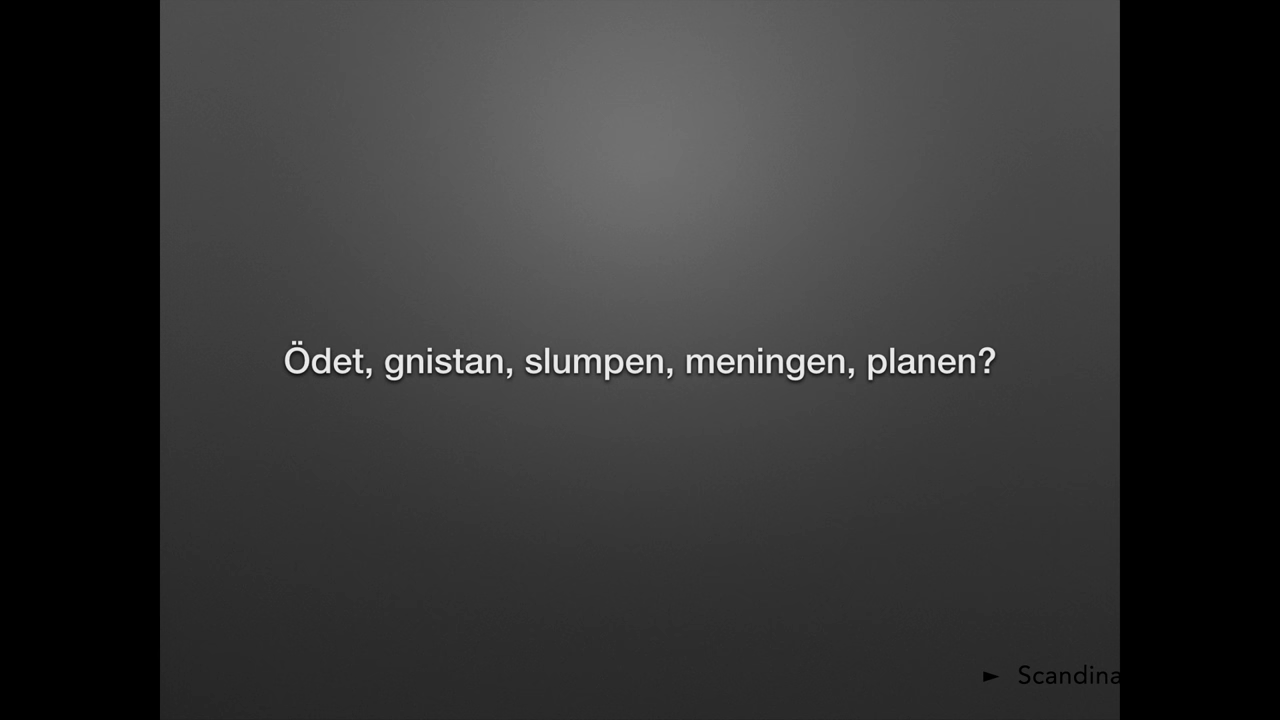 Ödet, gnistan, slumpen, meningen, planen?
► Scandina